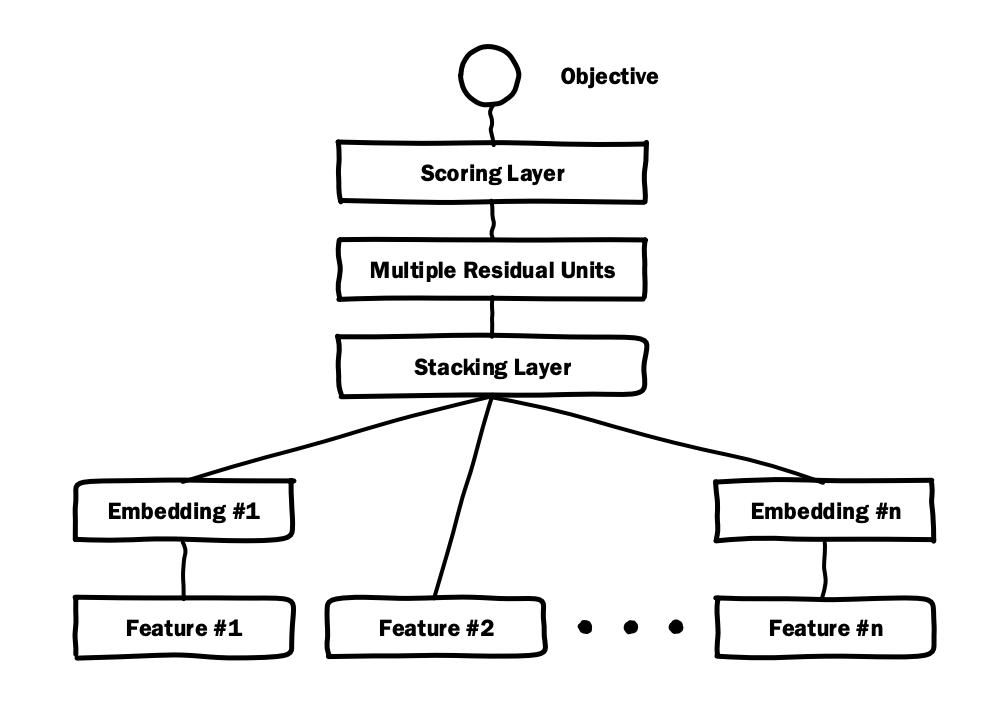 Objective
Scoring Layer
Multiple Residual Units
Stacking Layer
Embedding #1
Embedding #n
Feature #1
Feature #2
Feature #n